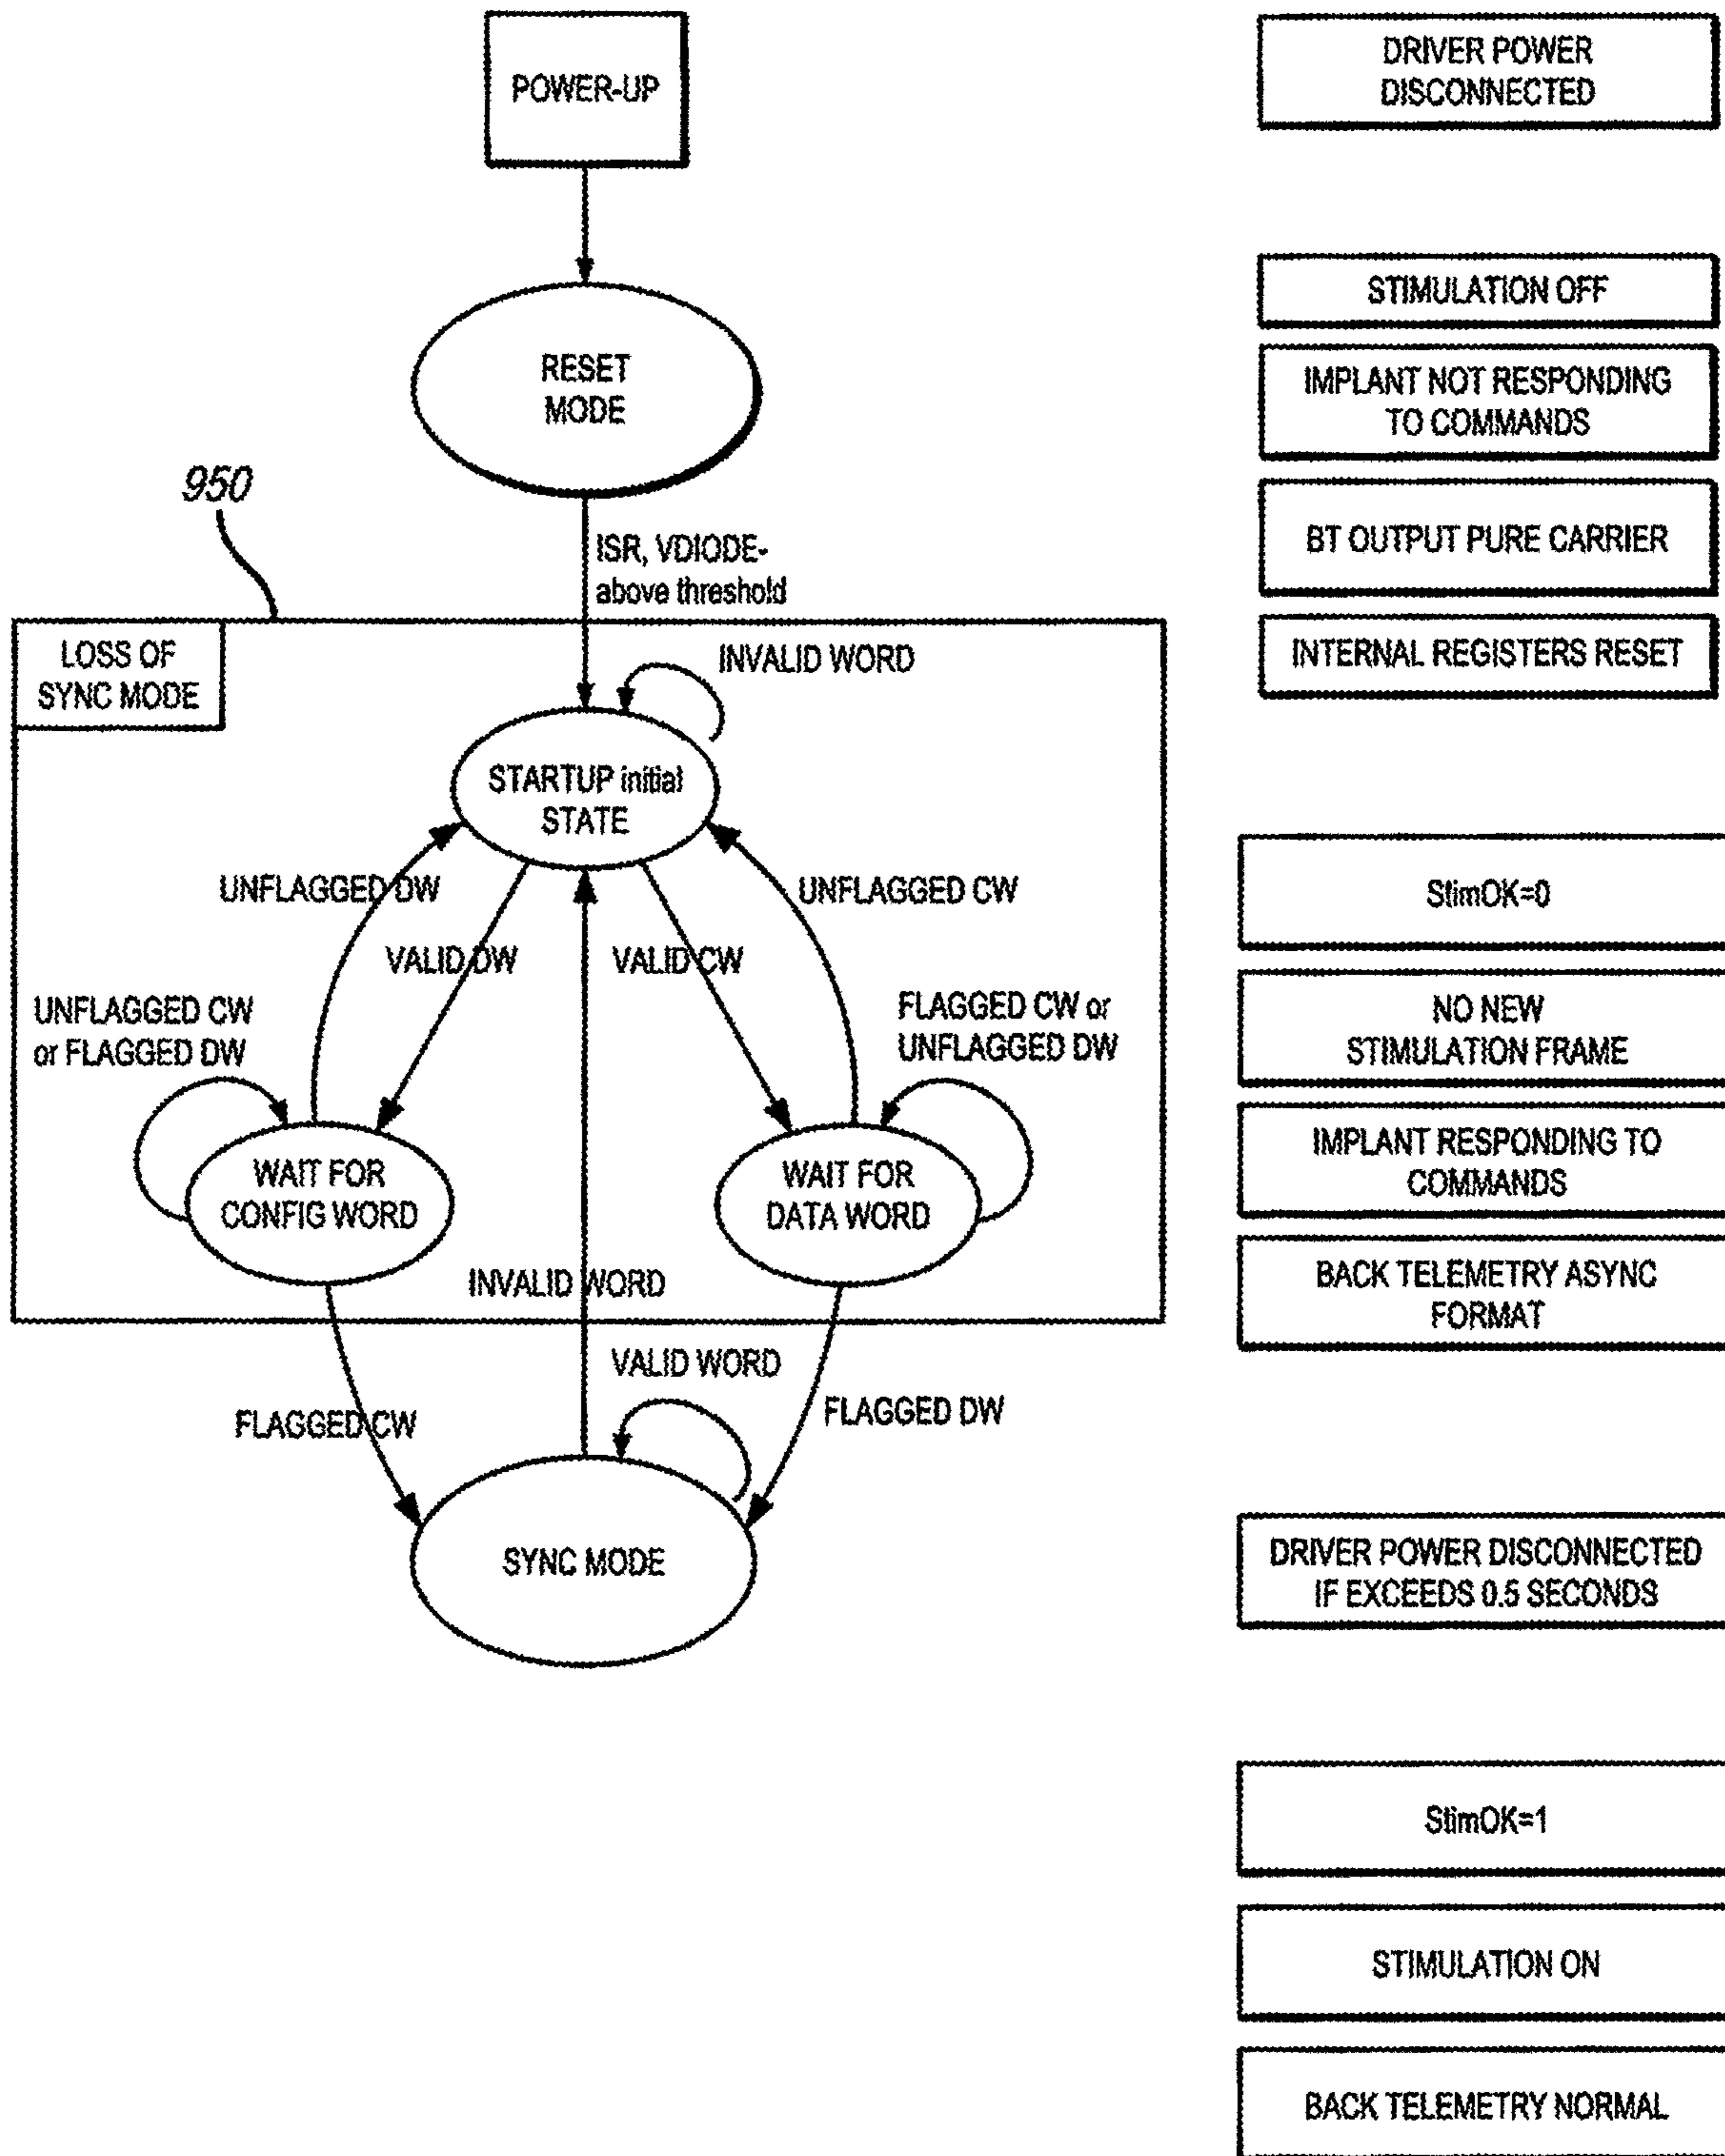 POWER-UP
DRIVER POWER
DISCONNECTED
STIMULATION OFF
RESET
MODE
IMPLANT NOT RESPONDING
TO COMMANDS
950
BT OUTPUT PURE CARRIER
ISR, VDIODE-
above threshold
LOSS OF
SYNC MODE
INVALID WORD
INTERNAL REGISTERS RESET
STARTUP initial
STATE
UNFLAGGED DW
UNFLAGGED CW
StimOK=0
VALID DW
VALID CW
UNFLAGGED CW
or FLAGGED DW
FLAGGED CW or
UNFLAGGED DW
NO NEW
STIMULATION FRAME
WAIT FOR
CONFIG WORD
WAIT FOR
DATA WORD
IMPLANT RESPONDING TO
COMMANDS
INVALID WORD
BACK TELEMETRY ASYNC
FORMAT
VALID WORD
FLAGGED CW
FLAGGED DW
SYNC MODE
DRIVER POWER DISCONNECTED
IF EXCEEDS 0.5 SECONDS
StimOK=1
STIMULATION ON
BACK TELEMETRY NORMAL